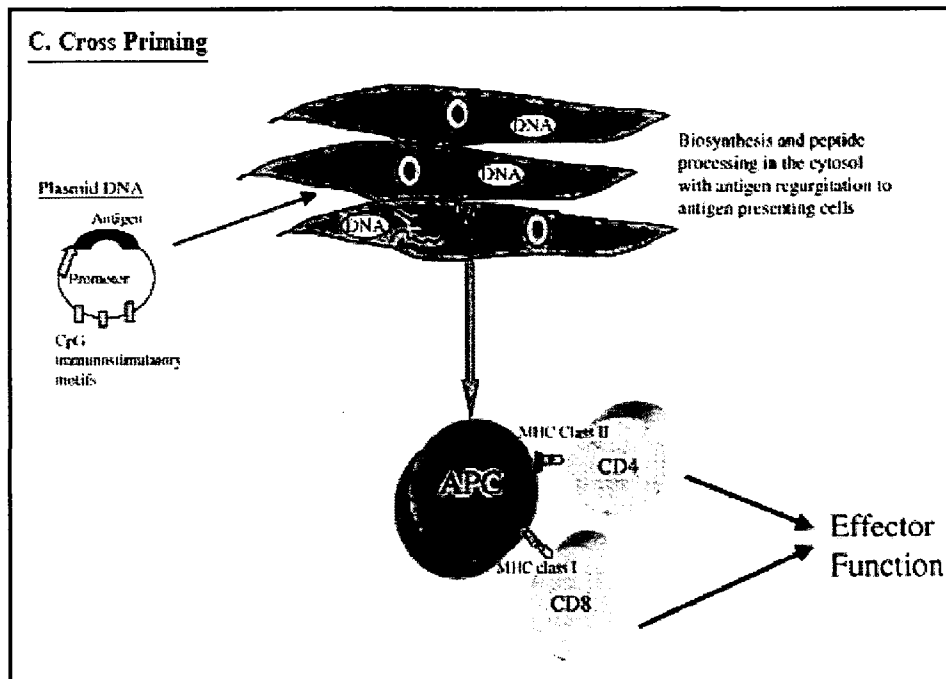 C. Cross Priming
DNA
DNA
DNA
Biosynthesis and peptide
processing in the cytosol
with antigen regurgitation to
antigen presenting cells
Plasmid DNA
Antigen
Promoter
CpG
immunostimulatory
motifs
APC
MHC Class II
CD4
MHC class I
CD8
Effector
Function